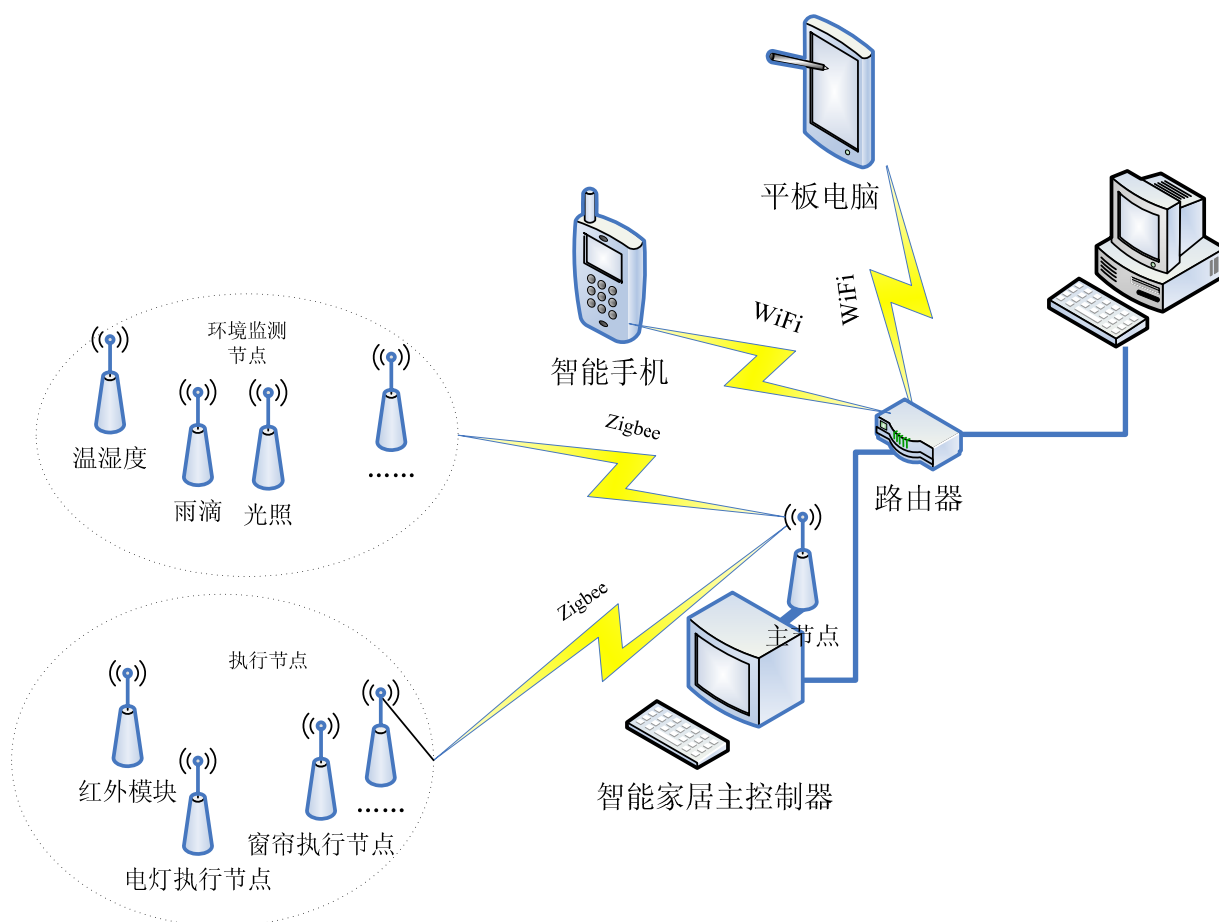 平板电脑
WiFi
WiFi
智能手机
环境监测
节点
温湿度
雨滴
光照
……
Zigbee
路由器
Zigbee
主节点
执行节点
红外模块
……
窗帘执行节点
电灯执行节点
智能家居主控制器